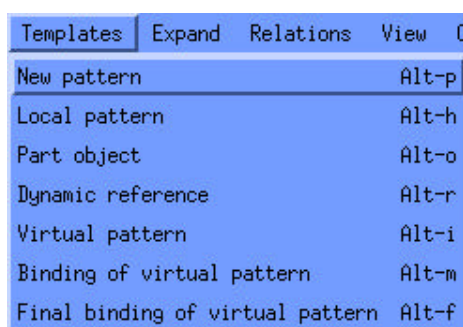 Templates Expand Relations View
New pattern Alt-p
Local pattern Alt-h
Part object Alt-o
Dynamic reference Alt-r
Virtual pattern Alt-i
Binding of virtual pattern Alt-m
Final binding of virtual pattern Alt-f